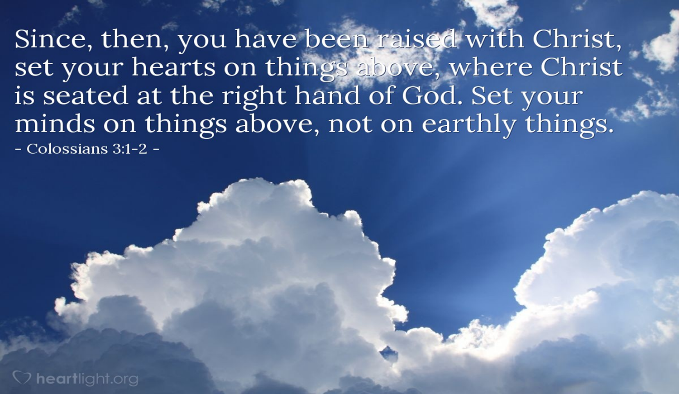 Since, then, you have been raised with Christ,
set your hearts on things above, where Christ
is seated at the right hand of God. Set your
minds on things above, not on earthly things.
- Colossians 3:1-2 -
heartlight.org